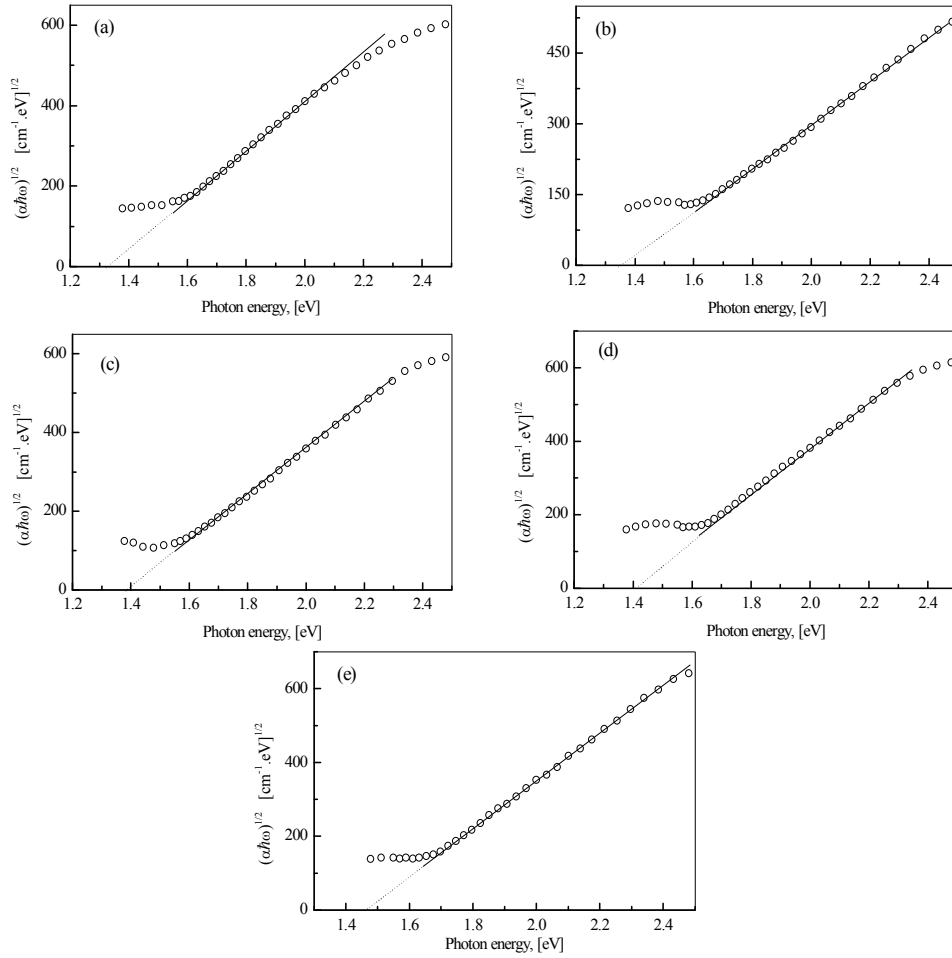 (a)
600
400
200
0
1.2 1.4 1.6 1.8 2.0 2.2 2.4
Photon energy, [eV]
(αħω)^1/2 [cm^-1.eV]^1/2
(b)
450
300
150
0
1.2 1.4 1.6 1.8 2.0 2.2 2.4
Photon energy, [eV]
(αħω)^1/2 [cm^-1.eV]^1/2
(c)
600
400
200
0
1.2 1.4 1.6 1.8 2.0 2.2 2.4
Photon energy, [eV]
(αħω)^1/2 [cm^-1.eV]^1/2
(d)
600
400
200
0
1.2 1.4 1.6 1.8 2.0 2.2 2.4
Photon energy, [eV]
(αħω)^1/2 [cm^-1.eV]^1/2
(e)
600
400
200
0
1.4 1.6 1.8 2.0 2.2 2.4
Photon energy, [eV]
(αħω)^1/2 [cm^-1.eV]^1/2